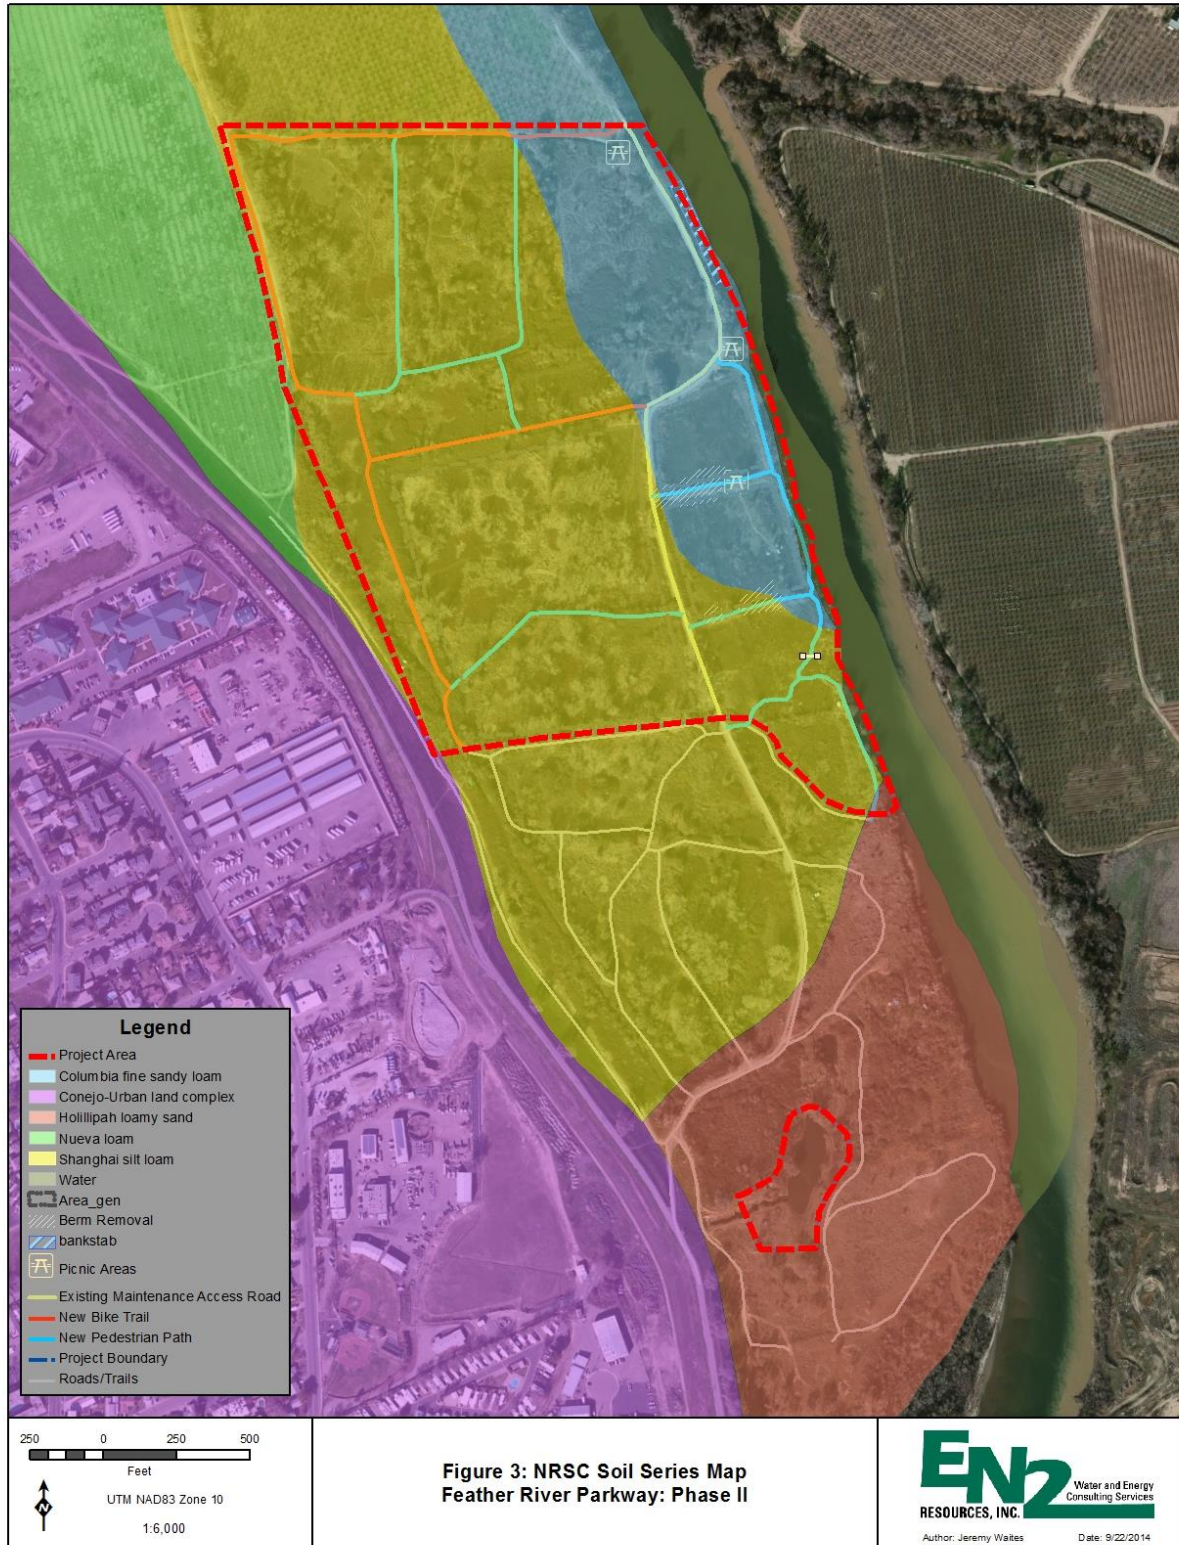 Legend
Project Area
Columbia fine sandy loam
Conejo-Urban land complex
Holillipah loamy sand
Nueva loam
Shanghai silt loam
Water
Area_gen
Berm Removal
bankstab
Picnic Areas
Existing Maintenance Access Road
New Bike Trail
New Pedestrian Path
Project Boundary
Roads/Trails
250 0 250 500
Feet
N
UTM NAD83 Zone 10
1:6,000
Figure 3: NRSC Soil Series Map
Feather River Parkway: Phase II
EN2
RESOURCES, INC.
Water and Energy
Consulting Services
Author: Jeremy Waites Date: 9/22/2014